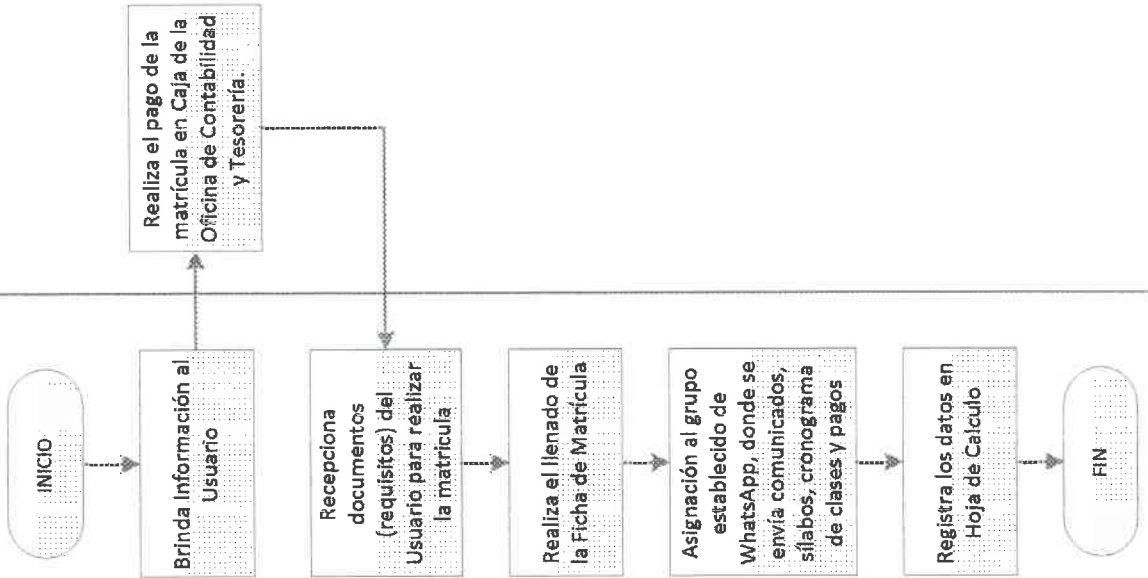 INICIO
Brinda Información al
Usuario
Realiza el pago de la
matrícula en Caja de la
Oficina de Contabilidad
y Tesorería.
Recepciona
documentos
(requisitos) del
Usuario para realizar
la matricula
Realiza el llenado de
la Ficha de Matrícula
Asignación al grupo
establecido de
WhatsApp, donde se
envía comunicados,
sílabos, cronograma
de clases y pagos
Registra los datos en
Hoja de Calculo
FIN